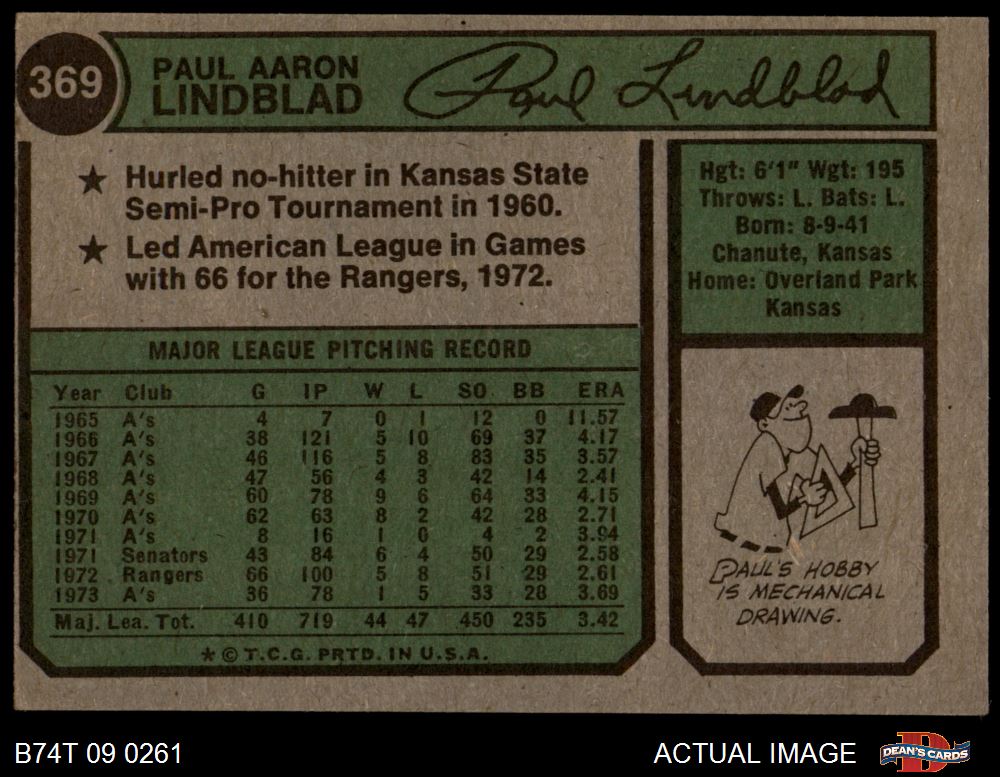 369
PAUL AARON
LINDBLAD
Paul Lindblad
★ Hurled no-hitter in Kansas State
Semi-Pro Tournament in 1960.
★ Led American League in Games
with 66 for the Rangers, 1972.
Hgt: 6'1" Wgt: 195
Throws: L. Bats: L.
Born: 8-9-41
Chanute, Kansas
Home: Overland Park
Kansas
MAJOR LEAGUE PITCHING RECORD
Year Club G IP W L SO BB ERA
1965 A's 4 7 0 1 12 0 11.57
1966 A's 38 121 5 10 69 37 4.17
1967 A's 46 116 5 8 83 35 3.57
1968 A's 47 56 4 3 42 14 2.41
1969 A's 60 78 9 6 64 33 4.15
1970 A's 62 63 8 2 42 28 2.71
1971 A's 8 16 1 0 4 2 3.94
1971 Senators 43 84 6 4 50 29 2.58
1972 Rangers 66 100 5 8 51 29 2.61
1973 A's 36 78 1 5 33 28 3.69
Maj. Lea. Tot. 410 719 44 47 450 235 3.42
★ © T.C.G. PRTD. IN U.S.A.
PAUL'S HOBBY
IS MECHANICAL
DRAWING.
B74T 09 0261
ACTUAL IMAGE
DEAN'S CARDS